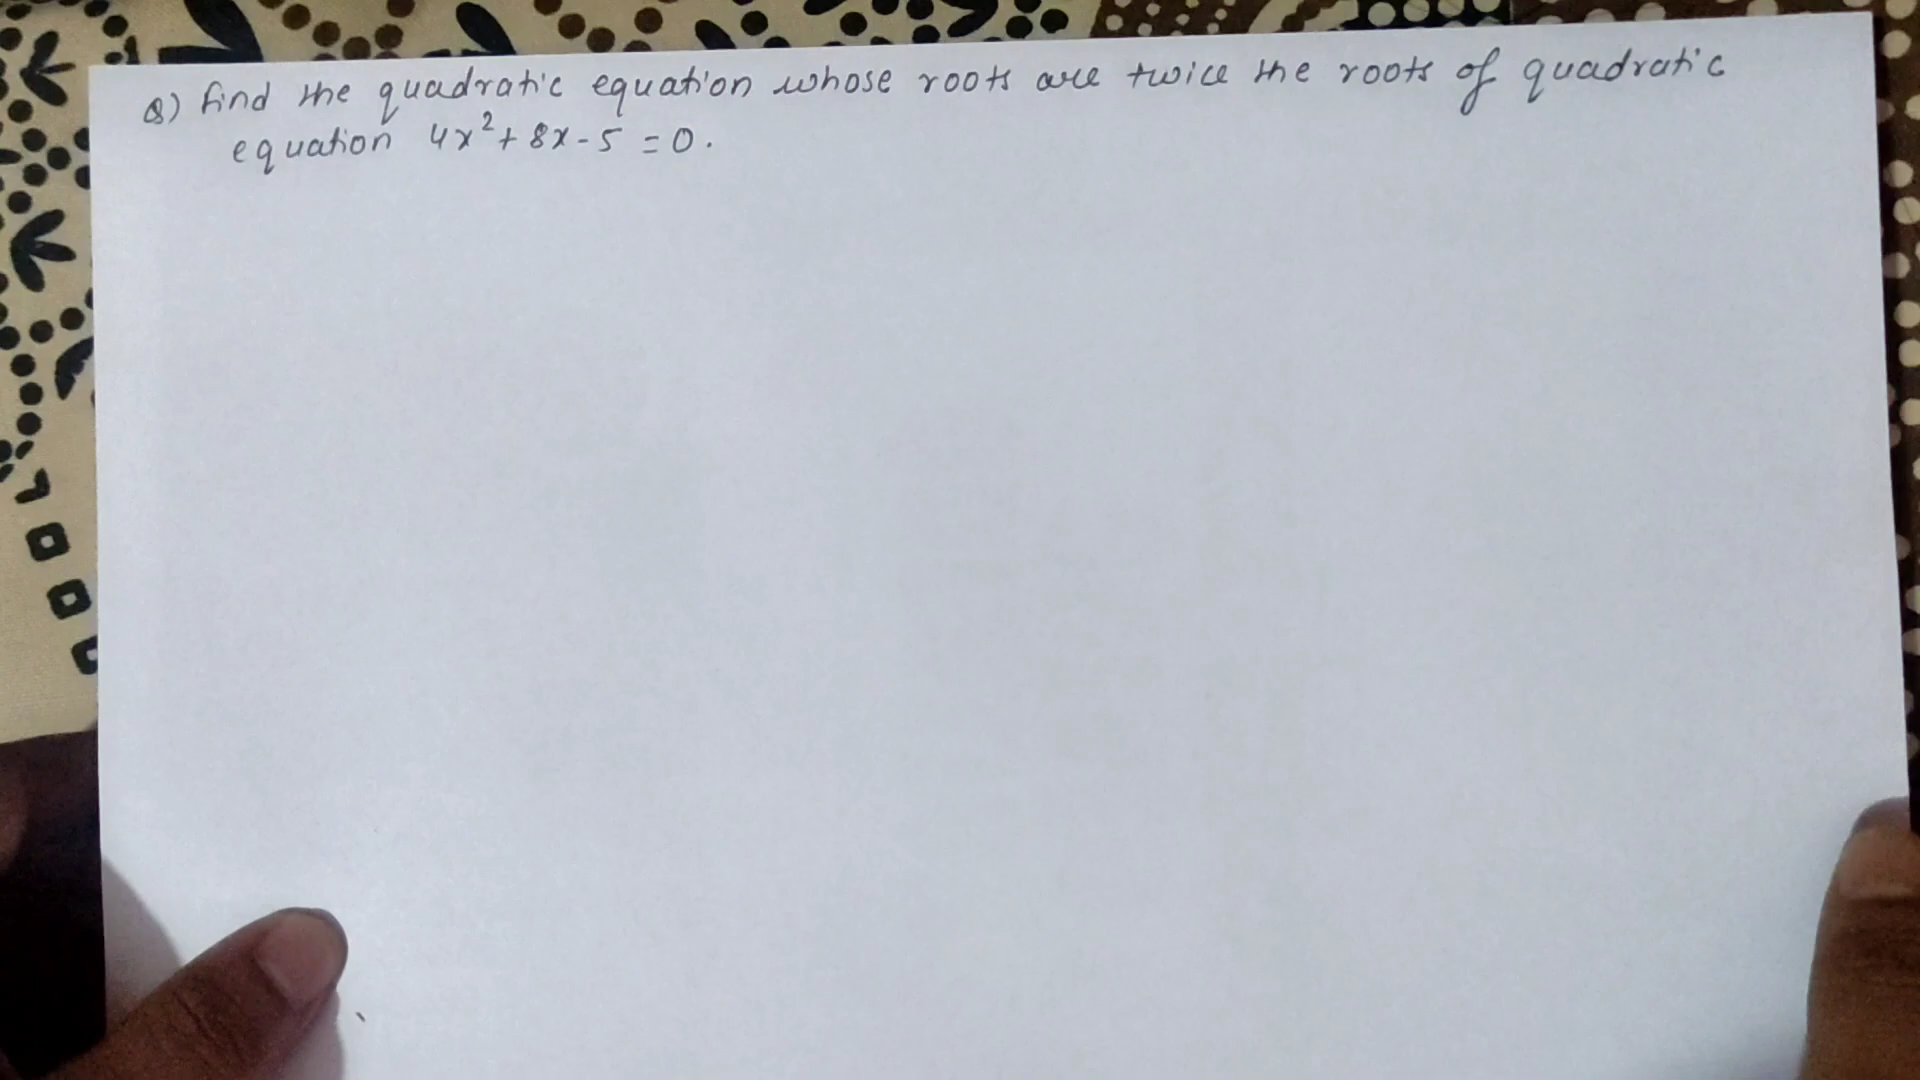 Q) find the quadratic equation whose roots are twice the roots of quadratic
equation 4x²+8x-5=0.